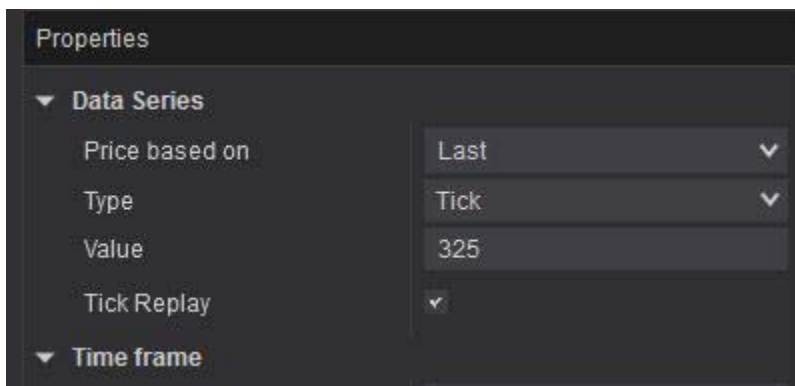 Properties
Data Series
Price based on Last
Type Tick
Value 325
Tick Replay
Time frame